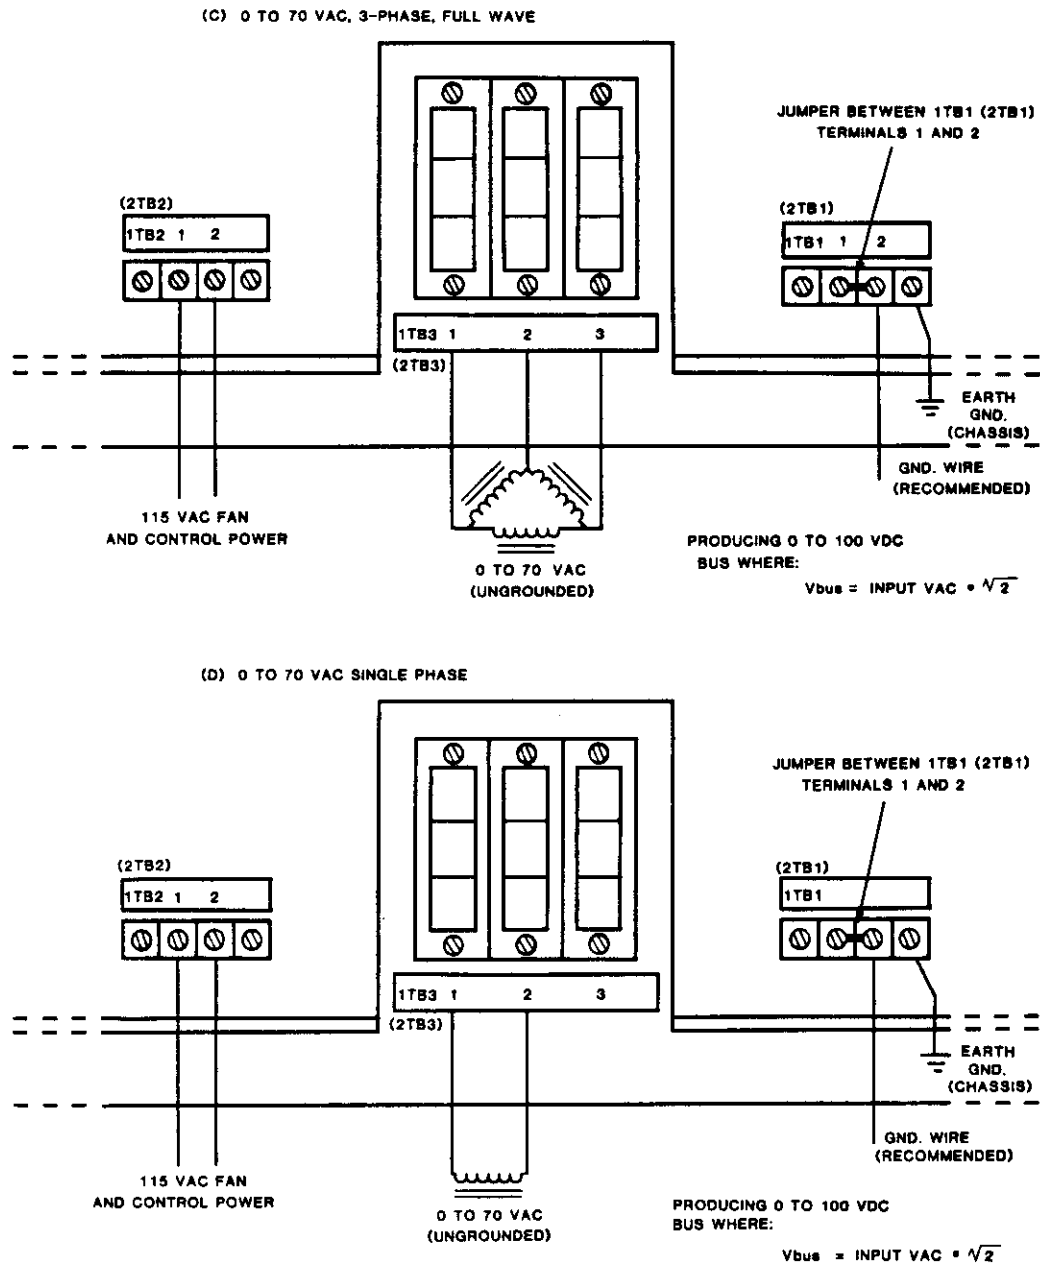 (C) 0 TO 70 VAC, 3-PHASE, FULL WAVE
JUMPER BETWEEN 1TB1 (2TB1)
TERMINALS 1 AND 2
(2TB2)
1TB2 1 2
(2TB1)
1TB1 1 2
1TB3 1 2 3
(2TB3)
EARTH
GND.
(CHASSIS)
GND. WIRE
(RECOMMENDED)
115 VAC FAN
AND CONTROL POWER
0 TO 70 VAC
(UNGROUNDED)
PRODUCING 0 TO 100 VDC
BUS WHERE:
Vbus = INPUT VAC • √2
(D) 0 TO 70 VAC SINGLE PHASE
JUMPER BETWEEN 1TB1 (2TB1)
TERMINALS 1 AND 2
(2TB2)
1TB2 1 2
(2TB1)
1TB1
1TB3 1 2 3
(2TB3)
EARTH
GND.
(CHASSIS)
GND. WIRE
(RECOMMENDED)
115 VAC FAN
AND CONTROL POWER
0 TO 70 VAC
(UNGROUNDED)
PRODUCING 0 TO 100 VDC
BUS WHERE:
Vbus = INPUT VAC • √2